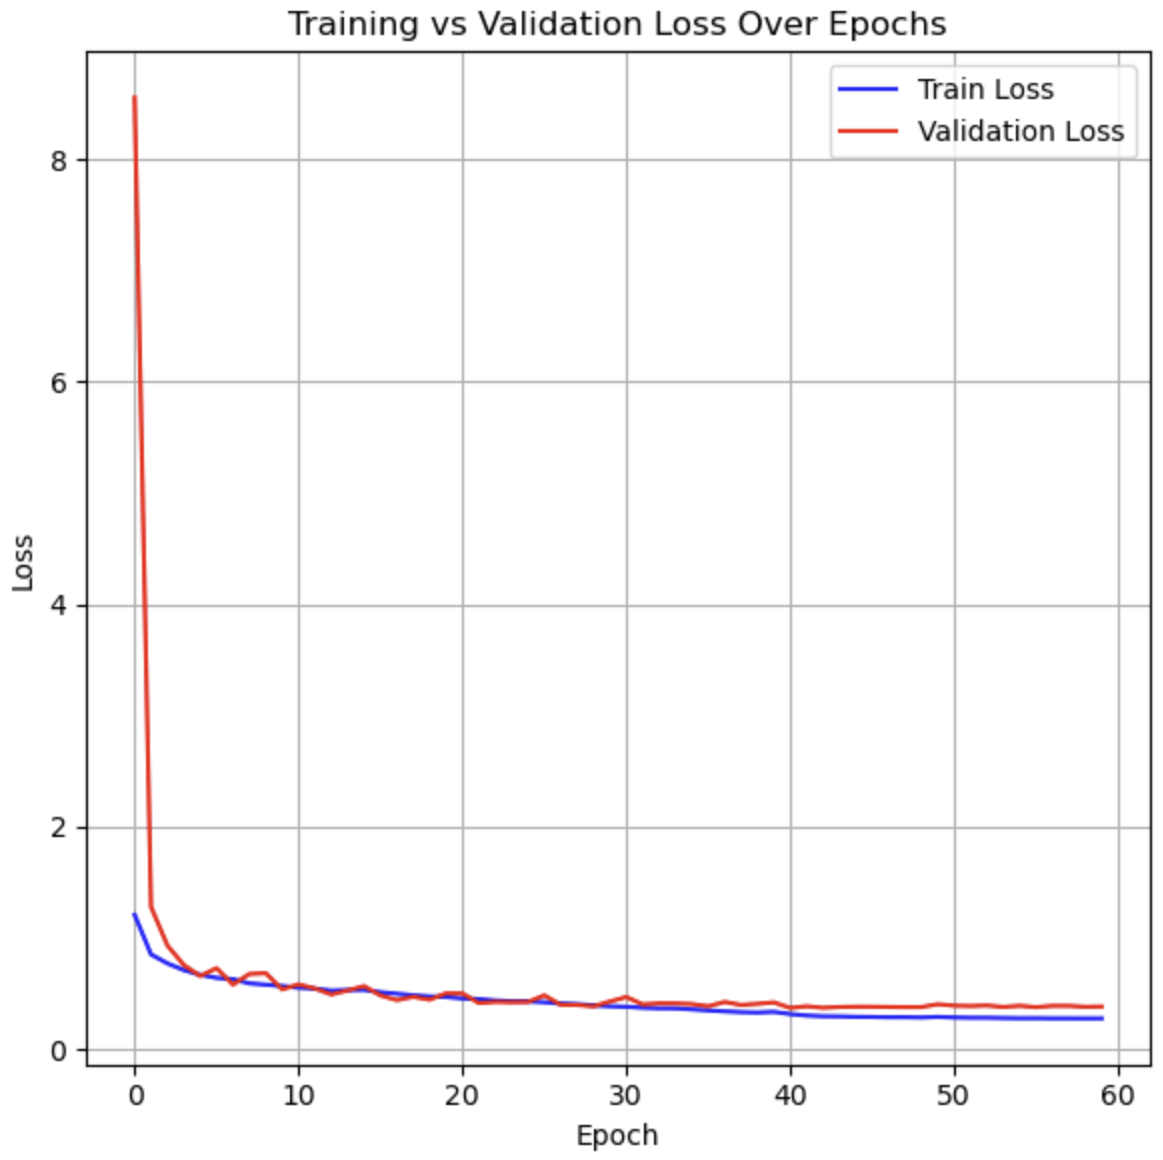 Training vs Validation Loss Over Epochs
Train Loss
Validation Loss
8
6
4
2
0
Loss
0 10 20 30 40 50 60
Epoch